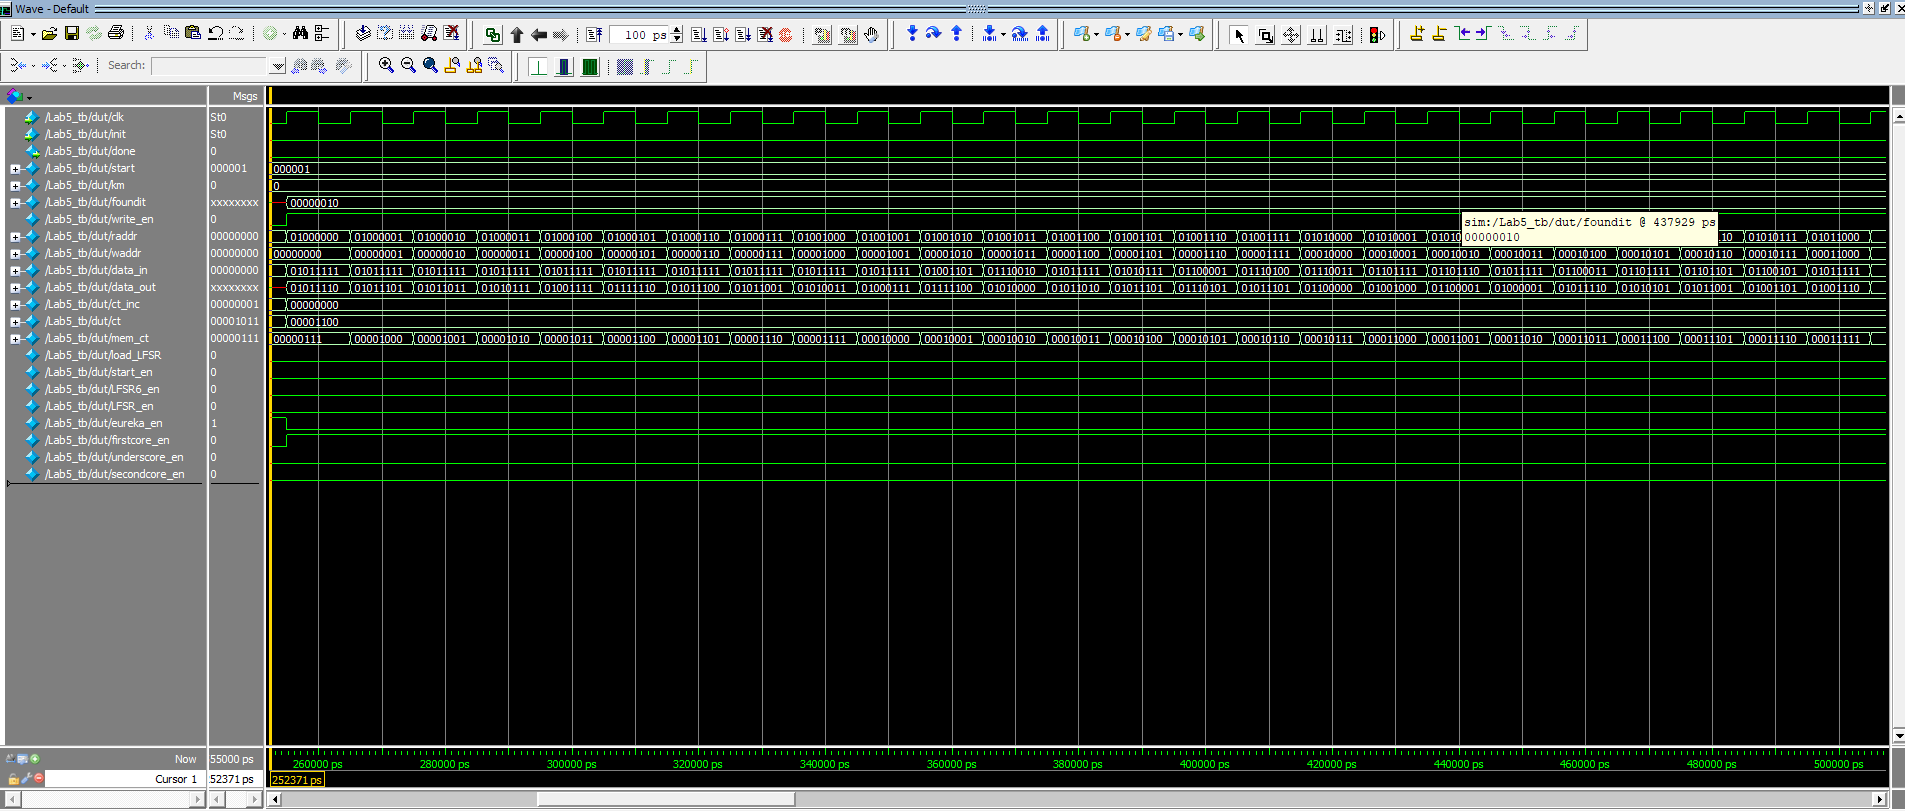 Wave - Default
100 ps
Search:
Msgs
/Lab5_tb/dut/clk St0
/Lab5_tb/dut/init St0
/Lab5_tb/dut/done 0
/Lab5_tb/dut/start 000001 000001
/Lab5_tb/dut/km 0 0
/Lab5_tb/dut/foundit xxxxxxxx 00000010
/Lab5_tb/dut/write_en 0
sim:/Lab5_tb/dut/foundit @ 437929 ps
00000010
/Lab5_tb/dut/raddr 00000000 01000000 01000001 01000010 01000011 01000100 01000101 01000110 01000111 01001000 01001001 01001010 01001011 01001100 01001101 01001110 01001111 01010000 01010001 01010 10 01010111 01011000
/Lab5_tb/dut/waddr 00000000 00000000 00000001 00000010 00000011 00000100 00000101 00000110 00000111 00001000 00001001 00001010 00001011 00001100 00001101 00001110 00001111 00010000 00010001 00010010 00010011 00010100 00010101 00010110 00010111 00011000
/Lab5_tb/dut/data_in 00000000 01011111 01011111 01011111 01011111 01011111 01011111 01011111 01011111 01011111 01001101 01110010 01011111 01010111 01100001 01110100 01110011 01101111 01101110 01011111 01100011 01101111 01101101 01100101 01011111
/Lab5_tb/dut/data_out xxxxxxxx 01011110 01011101 01011011 01010111 01001111 01111110 01011100 01011001 01010011 01000111 01111100 01010000 01011010 01110101 01110101 01011101 01100000 01001000 01100001 01000001 01011110 01010101 01011001 01001101 01001110
/Lab5_tb/dut/ct_inc 00000001 00000000
/Lab5_tb/dut/ct 00001011 00001100
/Lab5_tb/dut/mem_ct 00000111 00000111 00001000 00001001 00001010 00001011 00001100 00001101 00001110 00001111 00010000 00010001 00010010 00010011 00010100 00010101 00010110 00010111 00011000 00011001 00011010 00011011 00011100 00011101 00011110 00011111
/Lab5_tb/dut/load_LFSR 0
/Lab5_tb/dut/start_en 0
/Lab5_tb/dut/LFSR6_en 0
/Lab5_tb/dut/LFSR_en 0
/Lab5_tb/dut/eureka_en 1
/Lab5_tb/dut/firstcore_en 0
/Lab5_tb/dut/underscore_en 0
/Lab5_tb/dut/secondcore_en 0
Now 55000 ps 260000 ps 280000 ps 300000 ps 320000 ps 340000 ps 360000 ps 380000 ps 400000 ps 420000 ps 440000 ps 460000 ps 480000 ps 500000 ps
Cursor 1 52371 ps 252371 ps